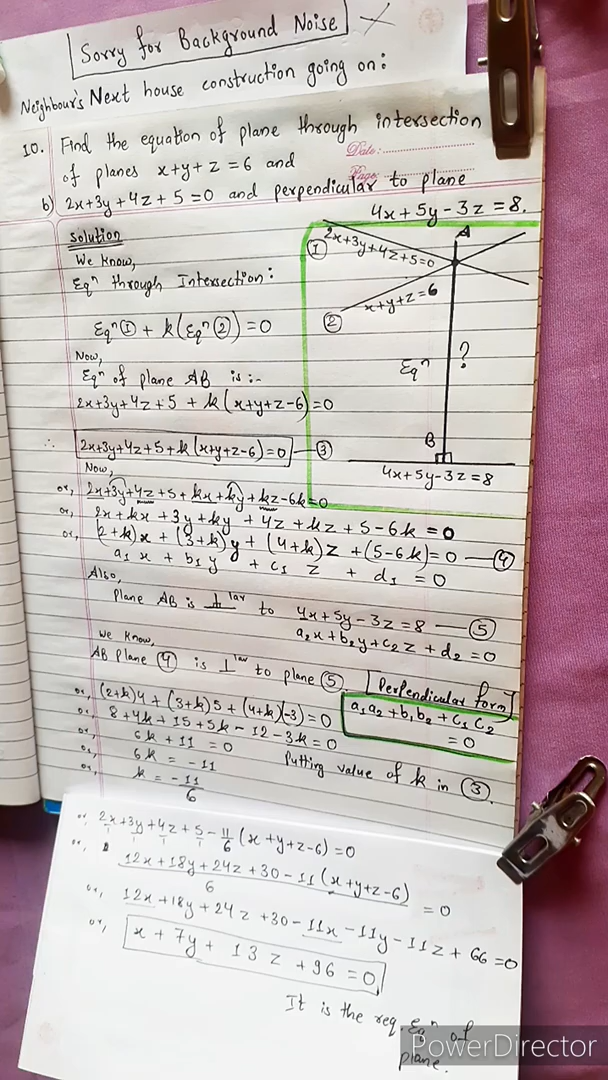 Sorry for Background Noise
Neighbour's Next house construction going on:
Date:
Page:
10. Find the equation of plane through intersection
of planes x+y+z=6 and
b) 2x+3y+4z+5=0 and perpendicular to plane
4x+5y-3z=8.
Solution
We know,
Eqⁿ through Intersection:
Eqⁿ① + k(Eqⁿ②) = 0
Now,
Eqⁿ of plane AB is :-
2x+3y+4z+5 + k(x+y+z-6)=0
∴ 2x+3y+4z+5+k(x+y+z-6)=0 —③
A
① 2x+3y+4z+5=0
x+y+z=6
②
Eqⁿ ?
B
4x+5y-3z=8
Now,
or, 2x+3y+4z+5+kx+ky+kz-6k=0
or, 2x+kx+3y+ky+4z+kz+5-6k=0
or, (2+k)x+(3+k)y+(4+k)z+(5-6k)=0 —④
a₁x+b₁y+c₁z+d₁=0
Also,
Plane AB is ⊥lar to 4x+5y-3z=8 —⑤
a₂x+b₂y+c₂z+d₂=0
We know,
AB Plane ④ is ⊥lar to plane ⑤
Perpendicular form
a₁a₂+b₁b₂+c₁c₂
=0
or, (2+k)4+(3+k)5+(4+k)(-3)=0
or, 8+4k+15+5k-12-3k=0
or, 6k+11=0
or, 6k=-11
or, k=-11/6
Putting value of k in ③.
or, 2x+3y+4z+5-11/6(x+y+z-6)=0
or, 12x+18y+24z+30-11(x+y+z-6)/6=0
or, 12x+18y+24z+30-11x-11y-11z+66=0
or, x+7y+13z+96=0
It is the req. Eqⁿ of
plane.
PowerDirector